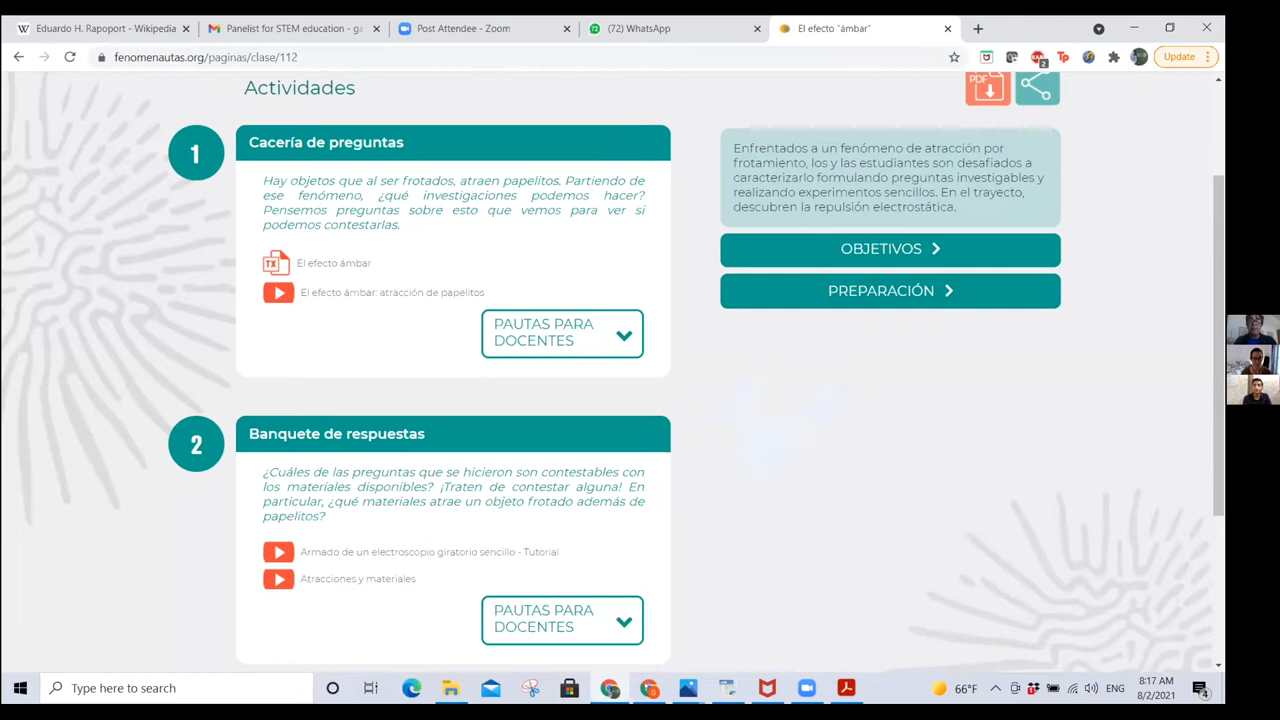 Eduardo H. Rapoport - Wikipedia
Panelist for STEM education - ga
Post Attendee - Zoom
(72) WhatsApp
El efecto "ámbar"
fenomenautas.org/paginas/clase/112
Update
Actividades
PDF
1
Cacería de preguntas
Hay objetos que al ser frotados, atraen papelitos. Partiendo de
ese fenómeno, ¿qué investigaciones podemos hacer?
Pensemos preguntas sobre esto que vemos para ver si
podemos contestarlas.
TX El efecto ámbar
El efecto ámbar: atracción de papelitos
PAUTAS PARA
DOCENTES
Enfrentados a un fenómeno de atracción por
frotamiento, los y las estudiantes son desafiados a
caracterizarlo formulando preguntas investigables y
realizando experimentos sencillos. En el trayecto,
descubren la repulsión electrostática.
OBJETIVOS
PREPARACIÓN
2
Banquete de respuestas
¿Cuáles de las preguntas que se hicieron son contestables con
los materiales disponibles? ¡Traten de contestar alguna! En
particular, ¿qué materiales atrae un objeto frotado además de
papelitos?
Armado de un electroscopio giratorio sencillo - Tutorial
Atracciones y materiales
PAUTAS PARA
DOCENTES
Type here to search
66°F
ENG
8:17 AM
8/2/2021
4